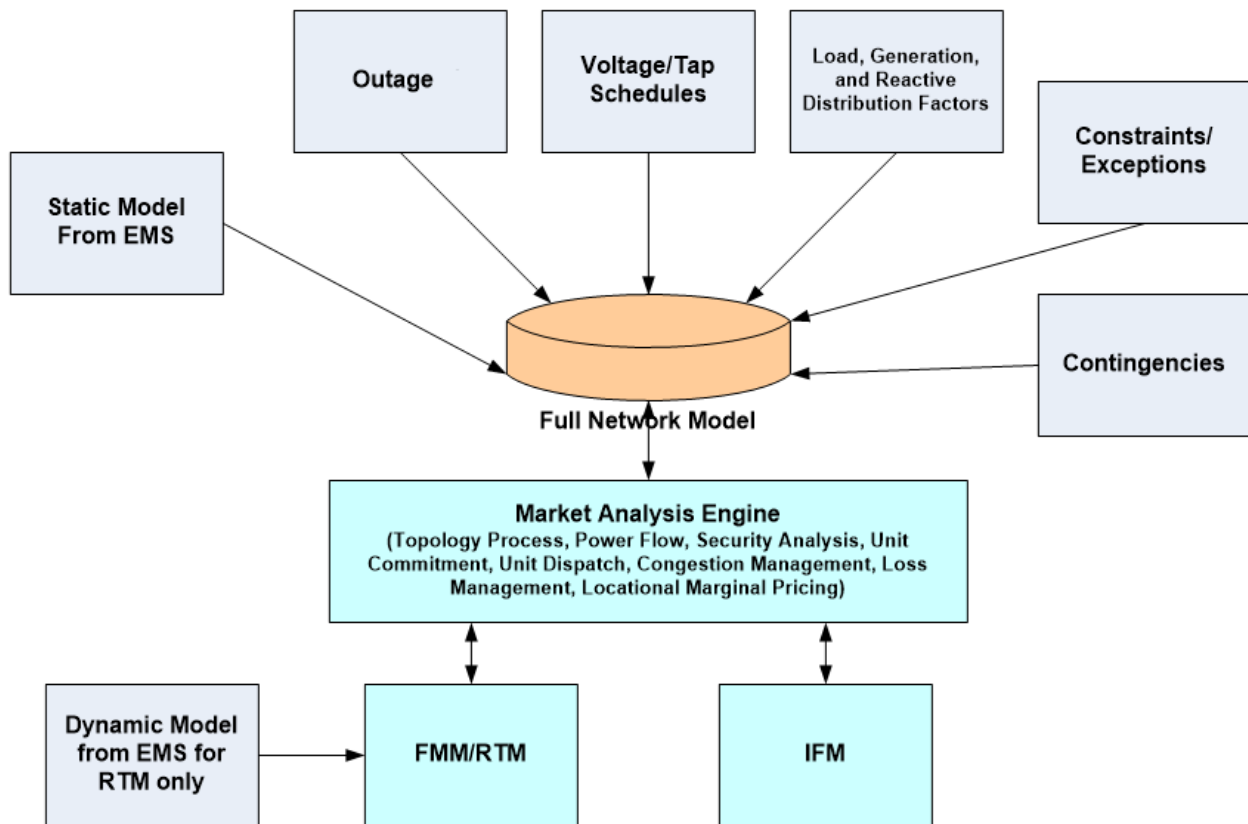 Outage
Voltage/Tap
Schedules
Load, Generation,
and Reactive
Distribution Factors
Constraints/
Exceptions
Static Model
From EMS
Contingencies
Full Network Model
Market Analysis Engine
(Topology Process, Power Flow, Security Analysis, Unit
Commitment, Unit Dispatch, Congestion Management, Loss
Management, Locational Marginal Pricing)
Dynamic Model
from EMS for
RTM only
FMM/RTM
IFM